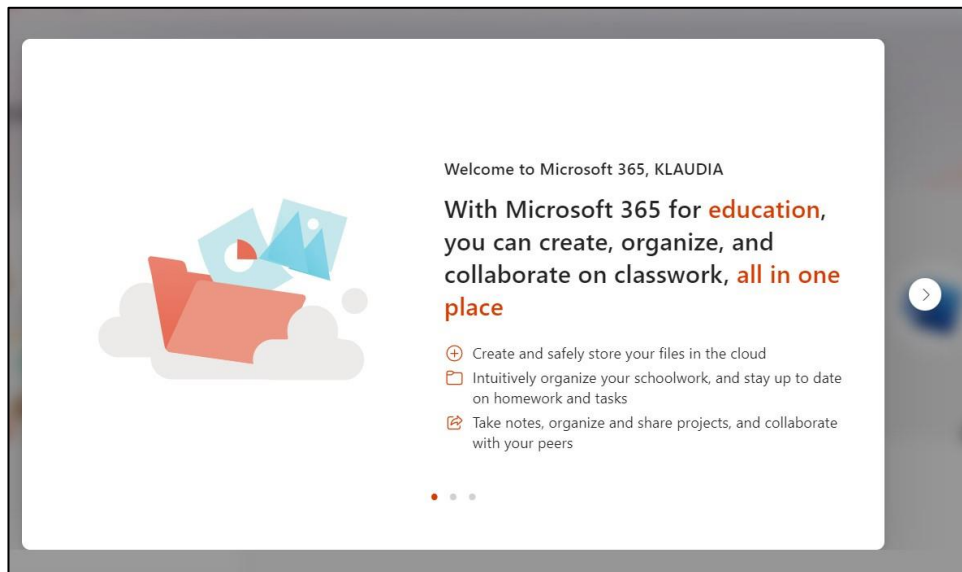 Welcome to Microsoft 365, KLAUDIA
With Microsoft 365 for education,
you can create, organize, and
collaborate on classwork, all in one
place
Create and safely store your files in the cloud
Intuitively organize your schoolwork, and stay up to date
on homework and tasks
Take notes, organize and share projects, and collaborate
with your peers